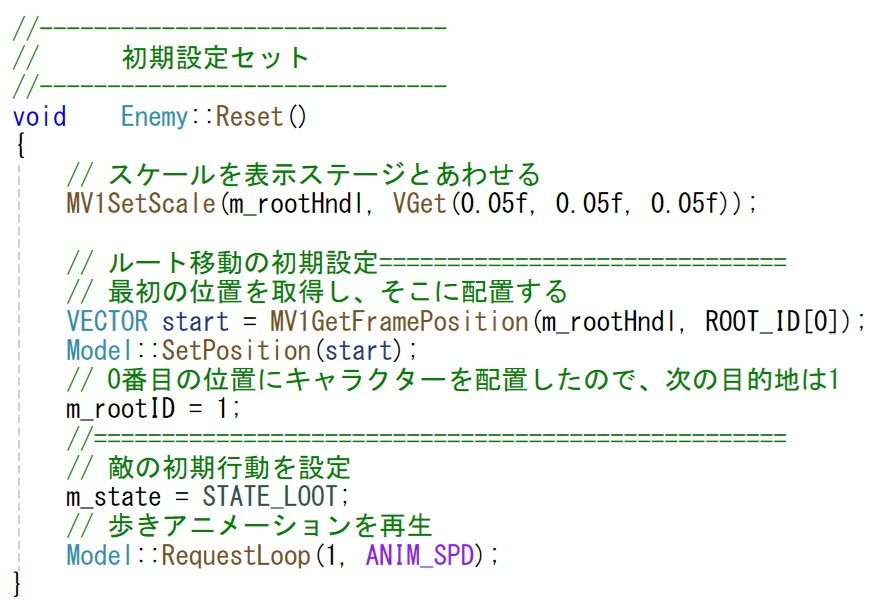 //------------------------------
//      初期設定セット
//------------------------------
void    Enemy::Reset()
{
    // スケールを表示ステージとあわせる
    MV1SetScale(m_rootHndl, VGet(0.05f, 0.05f, 0.05f));
    // ルート移動の初期設定==============================
    // 最初の位置を取得し、そこに配置する
    VECTOR start = MV1GetFramePosition(m_rootHndl, ROOT_ID[0]);
    Model::SetPosition(start);
    // 0番目の位置にキャラクターを配置したので、次の目的地は1
    m_rootID = 1;
    //===================================================
    // 敵の初期行動を設定
    m_state = STATE_LOOT;
    // 歩きアニメーションを再生
    Model::RequestLoop(1, ANIM_SPD);
}